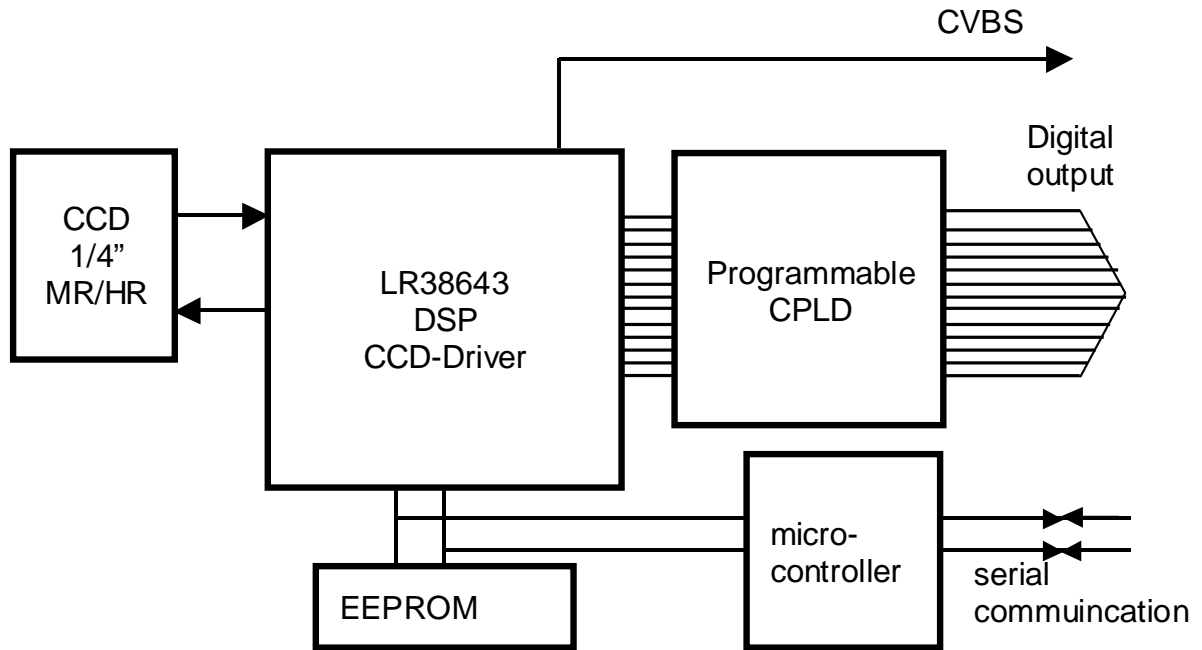 CVBS
Digital
output
CCD
1/4”
MR/HR
LR38643
DSP
CCD-Driver
Programmable
CPLD
micro-
controller
serial
commuincation
EEPROM